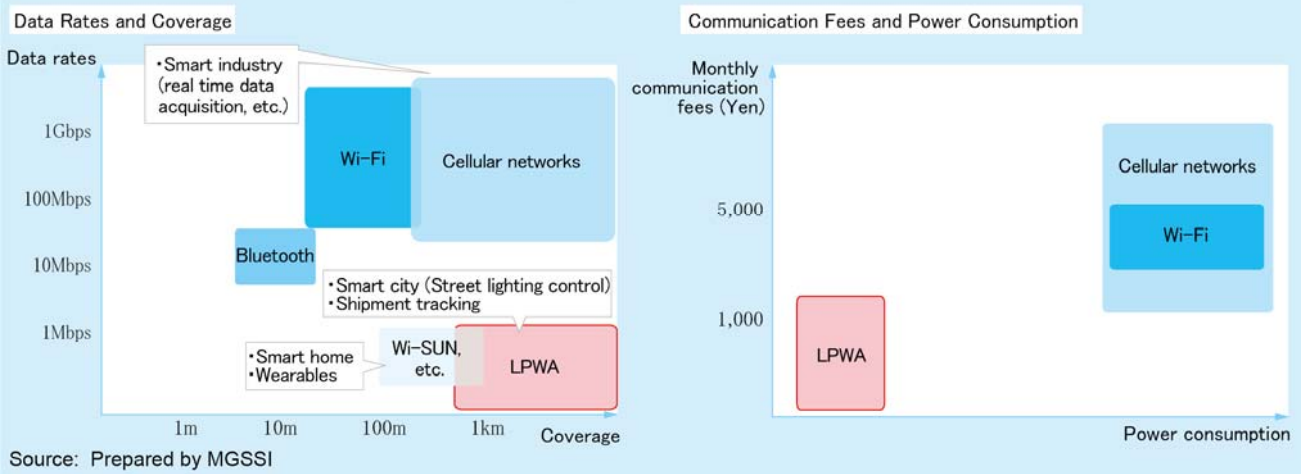 Data Rates and Coverage
Data rates
・Smart industry
(real time data
acquisition, etc.)
1Gbps
100Mbps
10Mbps
1Mbps
Wi-Fi
Cellular networks
Bluetooth
・Smart city (Street lighting control)
・Shipment tracking
・Smart home
・Wearables
Wi-SUN,
etc.
LPWA
1m
10m
100m
1km
Coverage
Communication Fees and Power Consumption
Monthly
communication
fees (Yen)
5,000
1,000
Cellular networks
Wi-Fi
LPWA
Power consumption
Source: Prepared by MGSSI